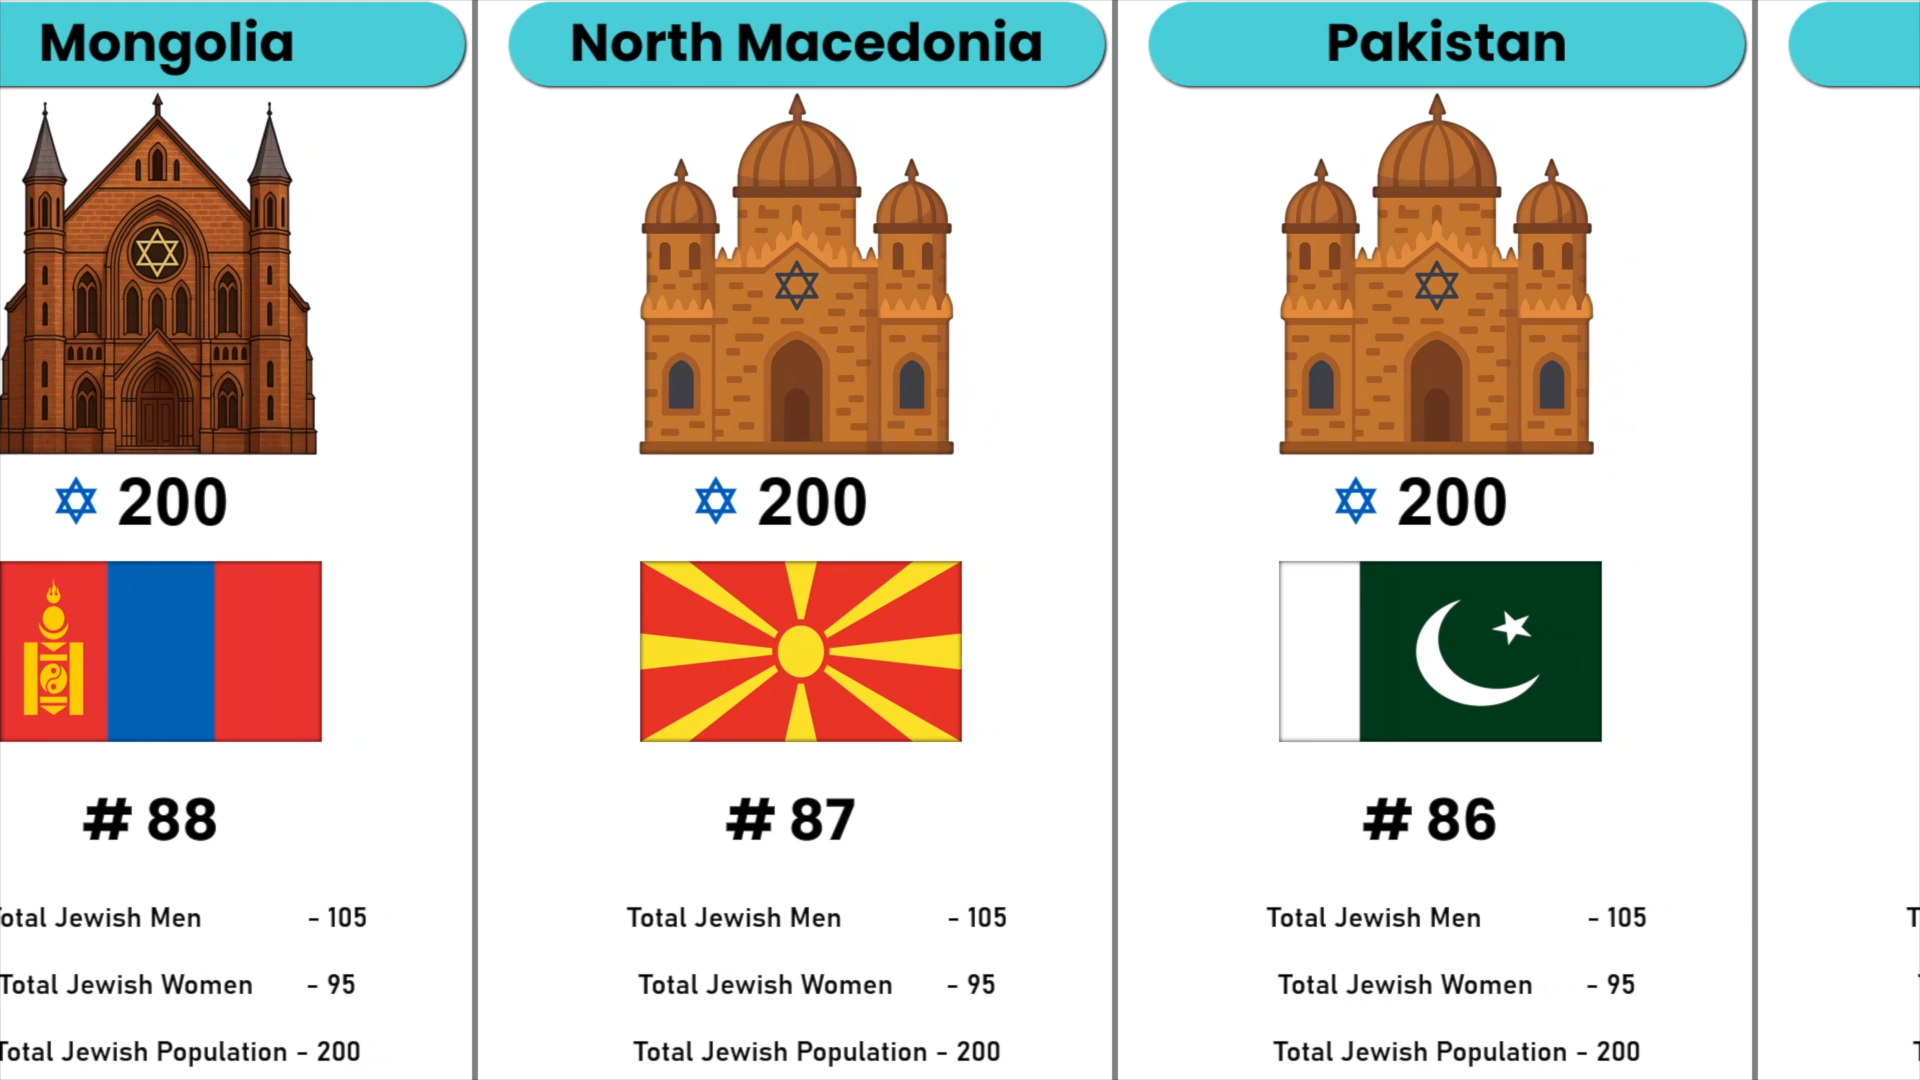 Mongolia
200
# 88
otal Jewish Men - 105
Total Jewish Women - 95
Total Jewish Population - 200
North Macedonia
200
# 87
Total Jewish Men - 105
Total Jewish Women - 95
Total Jewish Population - 200
Pakistan
200
# 86
Total Jewish Men - 105
Total Jewish Women - 95
Total Jewish Population - 200